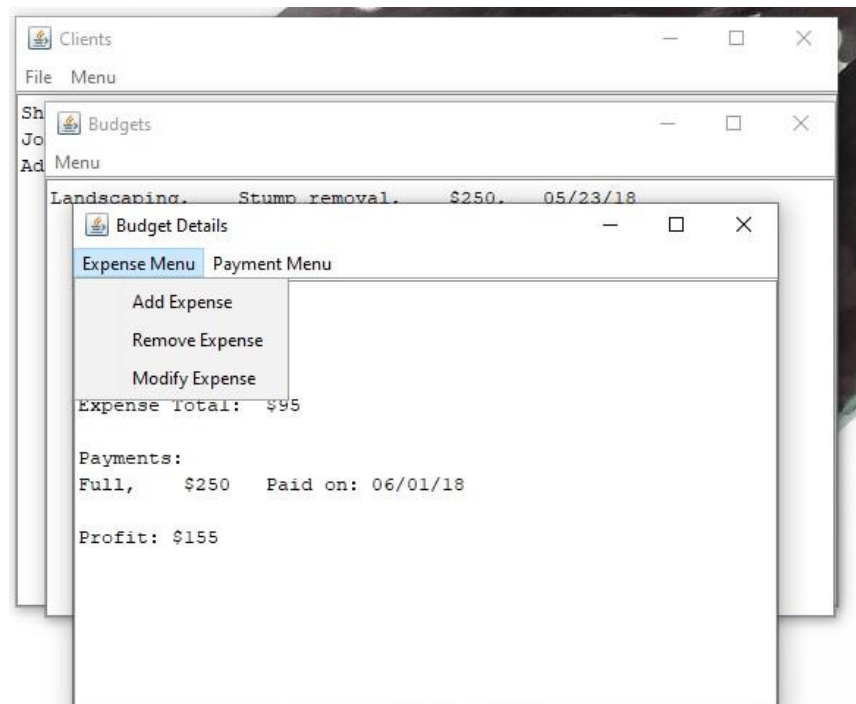 Clients
File Menu
Sh
Jo
Ad
Budgets
Menu
Landscaping, Stump removal, $250, 05/23/18
Budget Details
Expense Menu Payment Menu
Add Expense
Remove Expense
Modify Expense
Expense Total: $95
Payments:
Full, $250 Paid on: 06/01/18
Profit: $155